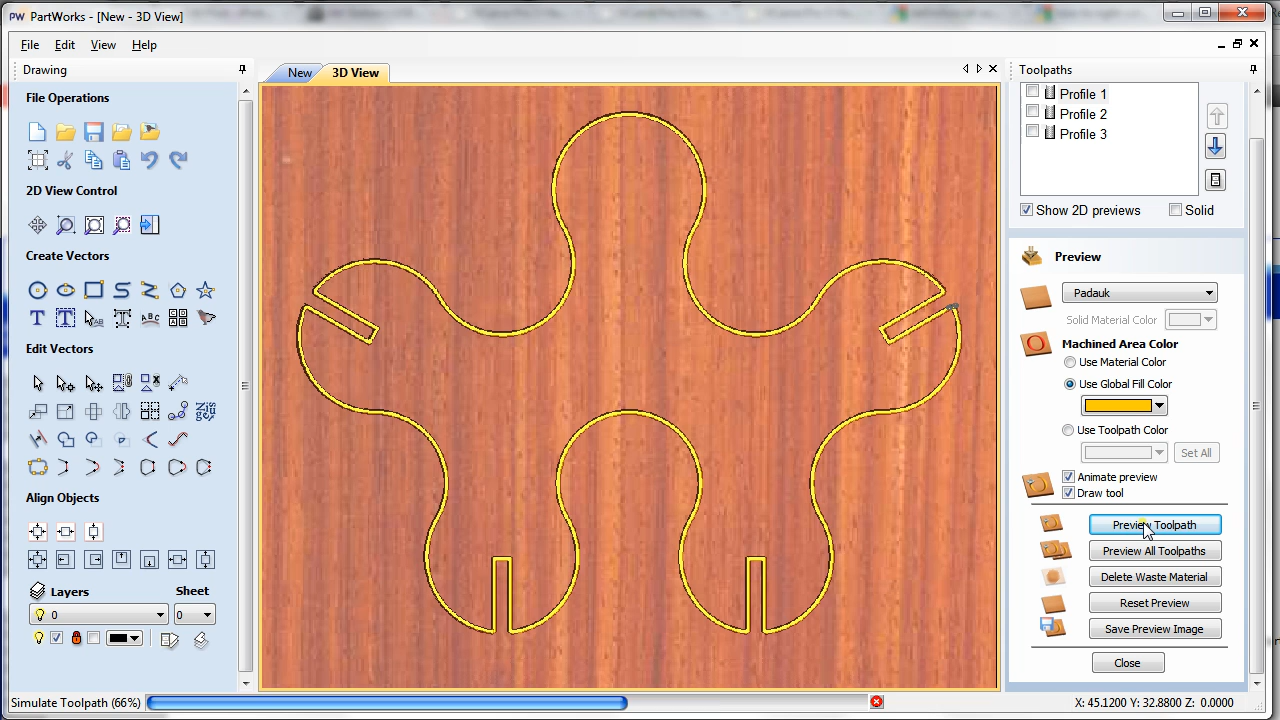 PW PartWorks - [New - 3D View]
File Edit View Help
Drawing
File Operations
2D View Control
Create Vectors
T T ABC
Edit Vectors
Align Objects
Layers Sheet
0 0
Simulate Toolpath (66%)
New 3D View
Toolpaths
Profile 1
Profile 2
Profile 3
Show 2D previews Solid
Preview
Padauk
Solid Material Color
Machined Area Color
Use Material Color
Use Global Fill Color
Use Toolpath Color
Set All
Animate preview
Draw tool
Preview Toolpath
Preview All Toolpaths
Delete Waste Material
Reset Preview
Save Preview Image
Close
X: 45.1200 Y: 32.8800 Z: 0.0000